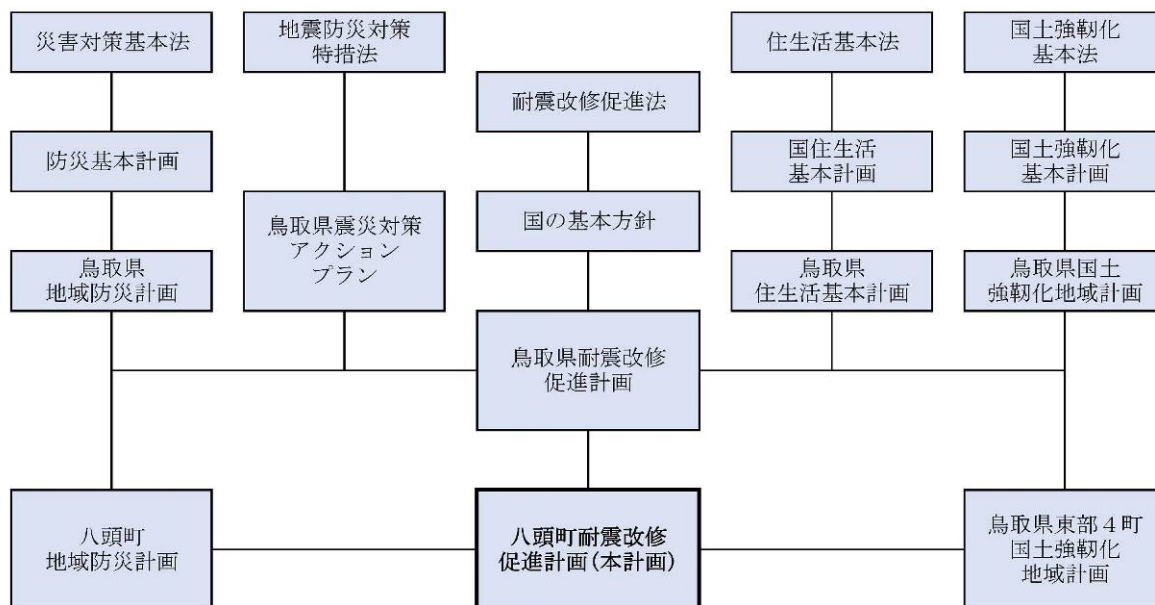 災害対策基本法
地震防災対策
特措法
住生活基本法
国土強靭化
基本法
耐震改修促進法
防災基本計画
国住生活
基本計画
国土強靭化
基本計画
鳥取県震災対策
アクション
プラン
国の基本方針
鳥取県
地域防災計画
鳥取県
住生活基本計画
鳥取県国土
強靭化地域計画
鳥取県耐震改修
促進計画
八頭町
地域防災計画
八頭町耐震改修
促進計画(本計画)
鳥取県東部４町
国土強靭化
地域計画